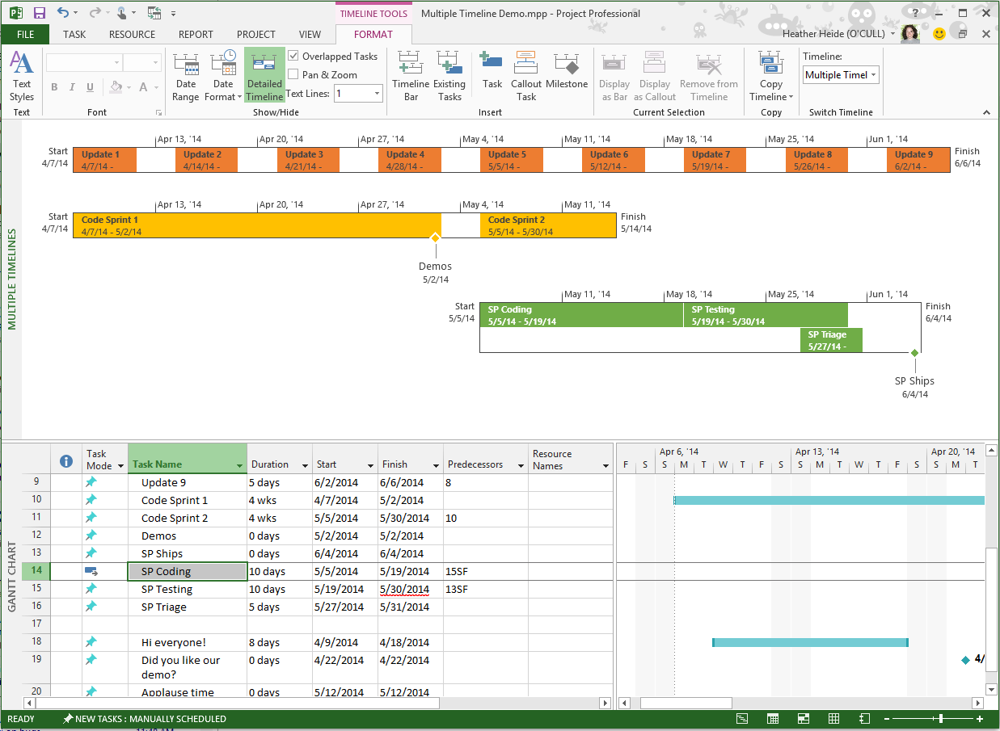 TIMELINE TOOLS
Multiple Timeline Demo.mpp - Project Professional
FILE TASK RESOURCE REPORT PROJECT VIEW FORMAT
Heather Heide (O'CULL)
Text Styles
B I U A
Date Range
Date Format
Detailed Timeline
Overlapped Tasks
Pan & Zoom
Text Lines: 1
Timeline Bar
Existing Tasks
Task
Callout Task
Milestone
Display as Bar
Display as Callout
Remove from Timeline
Copy Timeline
Timeline:
Multiple Timel
Text Font Show/Hide Insert Current Selection Copy Switch Timeline
MULTIPLE TIMELINES
Apr 13, '14 Apr 20, '14 Apr 27, '14 May 4, '14 May 11, '14 May 18, '14 May 25, '14 Jun 1, '14
Start
4/7/14
Update 1 Update 2 Update 3 Update 4 Update 5 Update 6 Update 7 Update 8 Update 9
4/7/14 - 4/14/14 - 4/21/14 - 4/28/14 - 5/5/14 - 5/12/14 - 5/19/14 - 5/26/14 - 6/2/14 -
Finish
6/6/14
Apr 13, '14 Apr 20, '14 Apr 27, '14 May 4, '14 May 11, '14
Start
4/7/14
Code Sprint 1 Code Sprint 2
4/7/14 - 5/2/14 5/5/14 - 5/30/14
Finish
5/14/14
Demos
5/2/14
May 11, '14 May 18, '14 May 25, '14 Jun 1, '14
Start
5/5/14
SP Coding SP Testing
5/5/14 - 5/19/14 5/19/14 - 5/30/14
Finish
6/4/14
SP Triage
5/27/14 -
SP Ships
6/4/14
GANTT CHART
Task Mode Task Name Duration Start Finish Predecessors Resource Names
Apr 6, '14 Apr 13, '14 Apr 20, '14
F S S M T W T F S S M T W T F S S M T
9 Update 9 5 days 6/2/2014 6/6/2014 8
10 Code Sprint 1 4 wks 4/7/2014 5/2/2014
11 Code Sprint 2 4 wks 5/5/2014 5/30/2014 10
12 Demos 0 days 5/2/2014 5/2/2014
13 SP Ships 0 days 6/4/2014 6/4/2014
14 SP Coding 10 days 5/5/2014 5/19/2014 15SF
15 SP Testing 10 days 5/19/2014 5/30/2014 13SF
16 SP Triage 5 days 5/27/2014 5/31/2014
17
18 Hi everyone! 8 days 4/9/2014 4/18/2014
19 Did you like our demo? 0 days 4/22/2014 4/22/2014 4/
20 Applause time 0 days 5/12/2014 5/12/2014
READY NEW TASKS : MANUALLY SCHEDULED